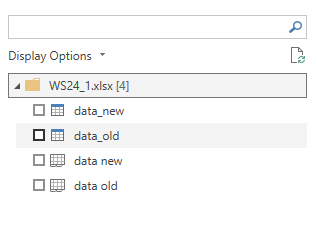 Display Options
WS24_1.xlsx [4]
data_new
data_old
data new
data old